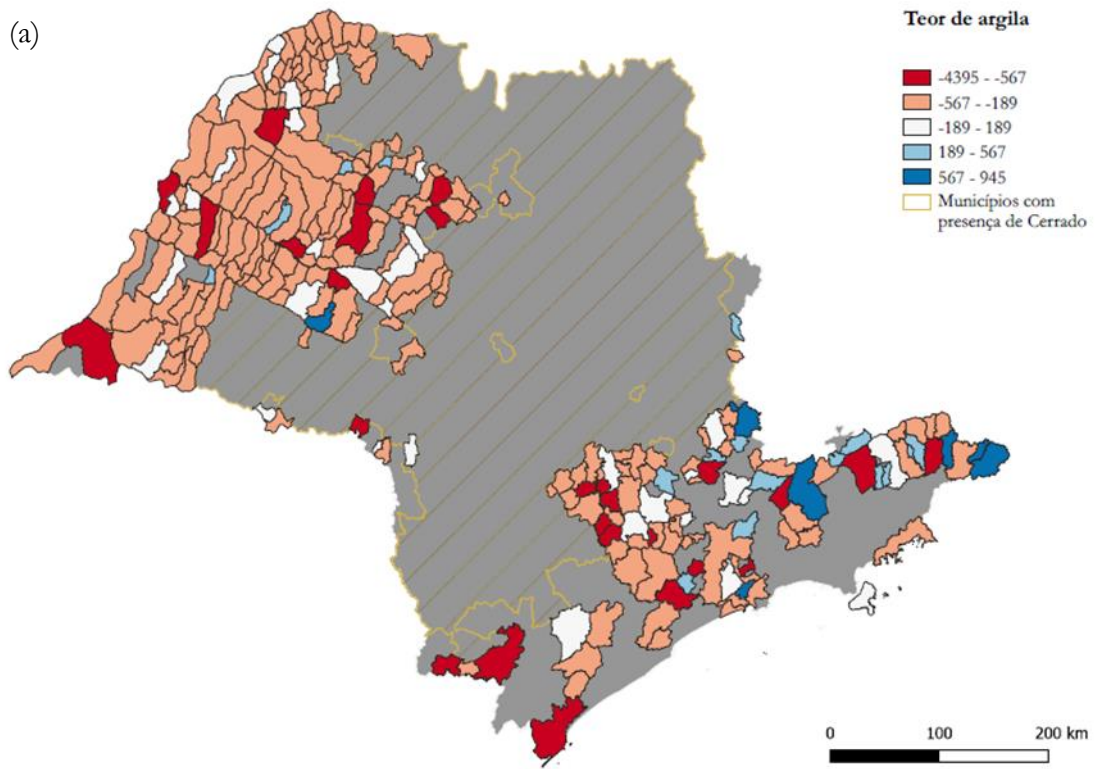 (a)
Teor de argila
-4395 - -567
-567 - -189
-189 - 189
189 - 567
567 - 945
Municípios com
presença de Cerrado
0 100 200 km